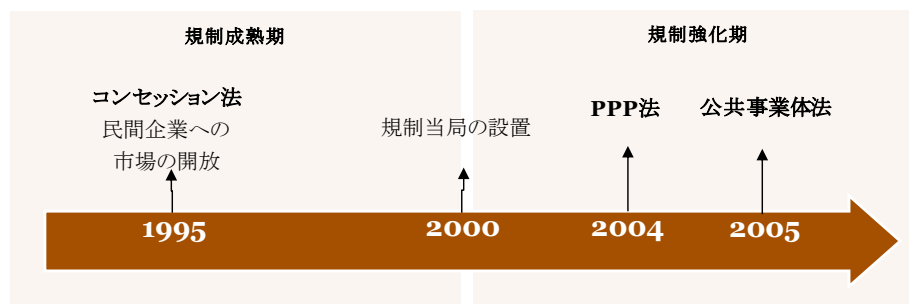 規制成熟期
規制強化期
コンセッション法
民間企業への
市場の開放
規制当局の設置
PPP法
公共事業体法
1995
2000
2004
2005